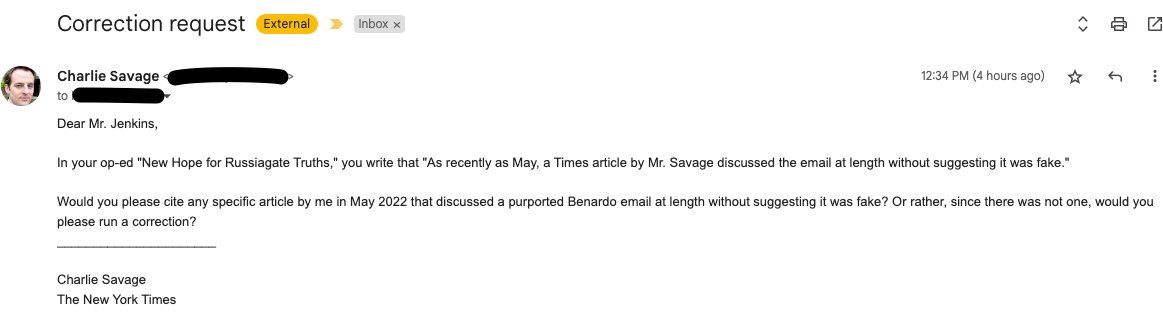 Correction request External Inbox ×
Charlie Savage < >
12:34 PM (4 hours ago)
to
Dear Mr. Jenkins,
In your op-ed "New Hope for Russiagate Truths," you write that "As recently as May, a Times article by Mr. Savage discussed the email at length without suggesting it was fake."
Would you please cite any specific article by me in May 2022 that discussed a purported Benardo email at length without suggesting it was fake? Or rather, since there was not one, would you
please run a correction?
______________________
Charlie Savage
The New York Times